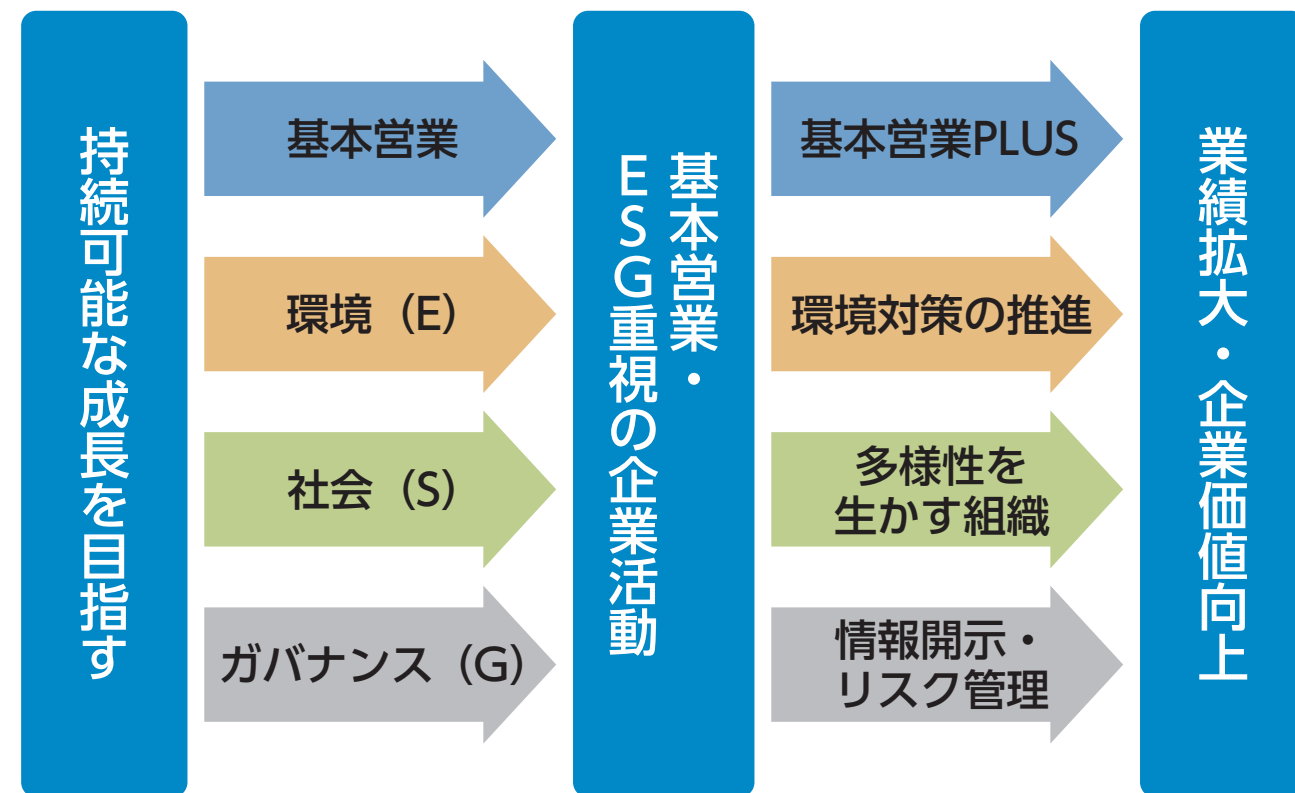 持続可能な成長を目指す
基本営業
環境（E）
社会（S）
ガバナンス（G）
基本営業・
ESG重視の企業活動
基本営業PLUS
環境対策の推進
多様性を
生かす組織
情報開示・
リスク管理
業績拡大・企業価値向上